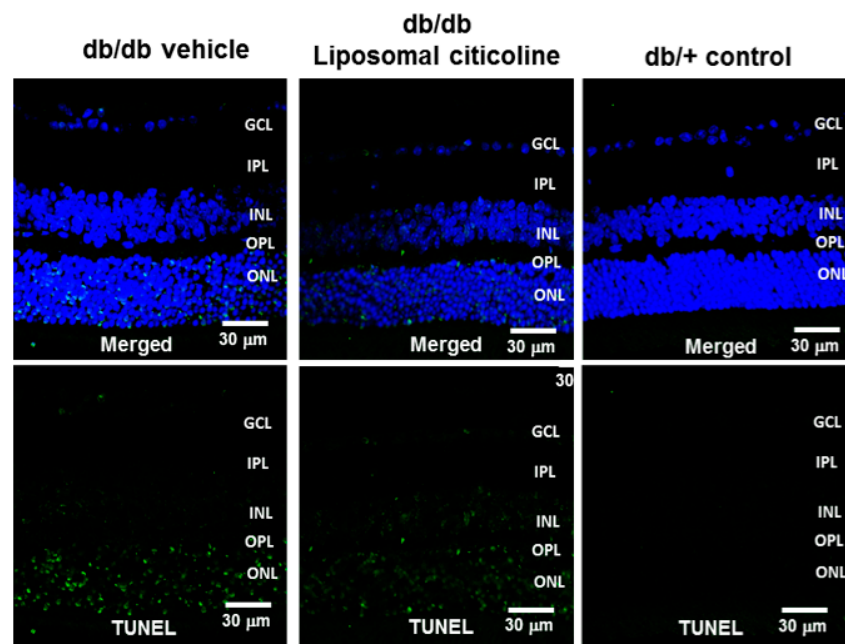 db/db vehicle
db/db
Liposomal citicoline
db/+ control
GCL
IPL
INL
OPL
ONL
30 μm
Merged
GCL
IPL
INL
OPL
ONL
30 μm
Merged
GCL
IPL
INL
OPL
ONL
30 μm
Merged
GCL
IPL
INL
OPL
ONL
30 μm
TUNEL
30
GCL
IPL
INL
OPL
ONL
30 μm
TUNEL
GCL
IPL
INL
OPL
ONL
30 μm
TUNEL